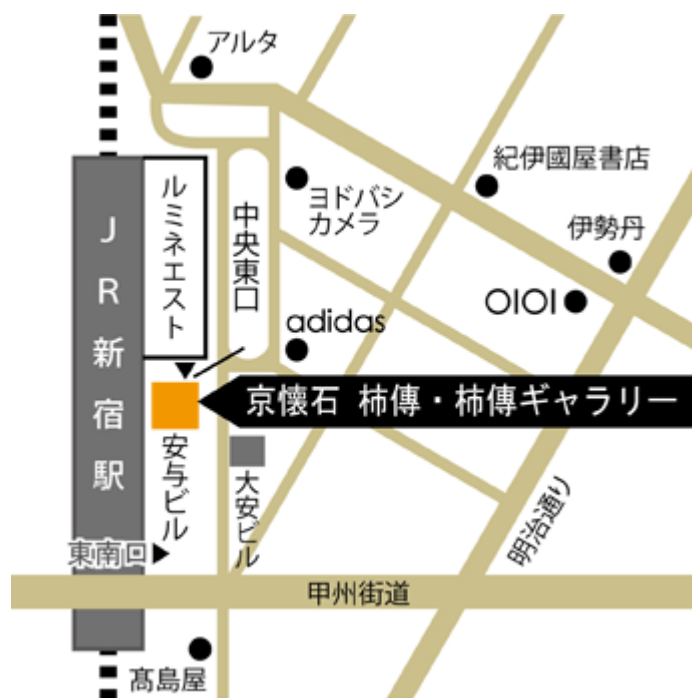 アルタ
紀伊國屋書店
ヨドバシ
カメラ
ルミネエスト
中央東口
伊勢丹
OIOI
adidas
JR新宿駅
京懐石 柿傳・柿傳ギャラリー
安与ビル
大安ビル
明治通り
東南口
甲州街道
髙島屋